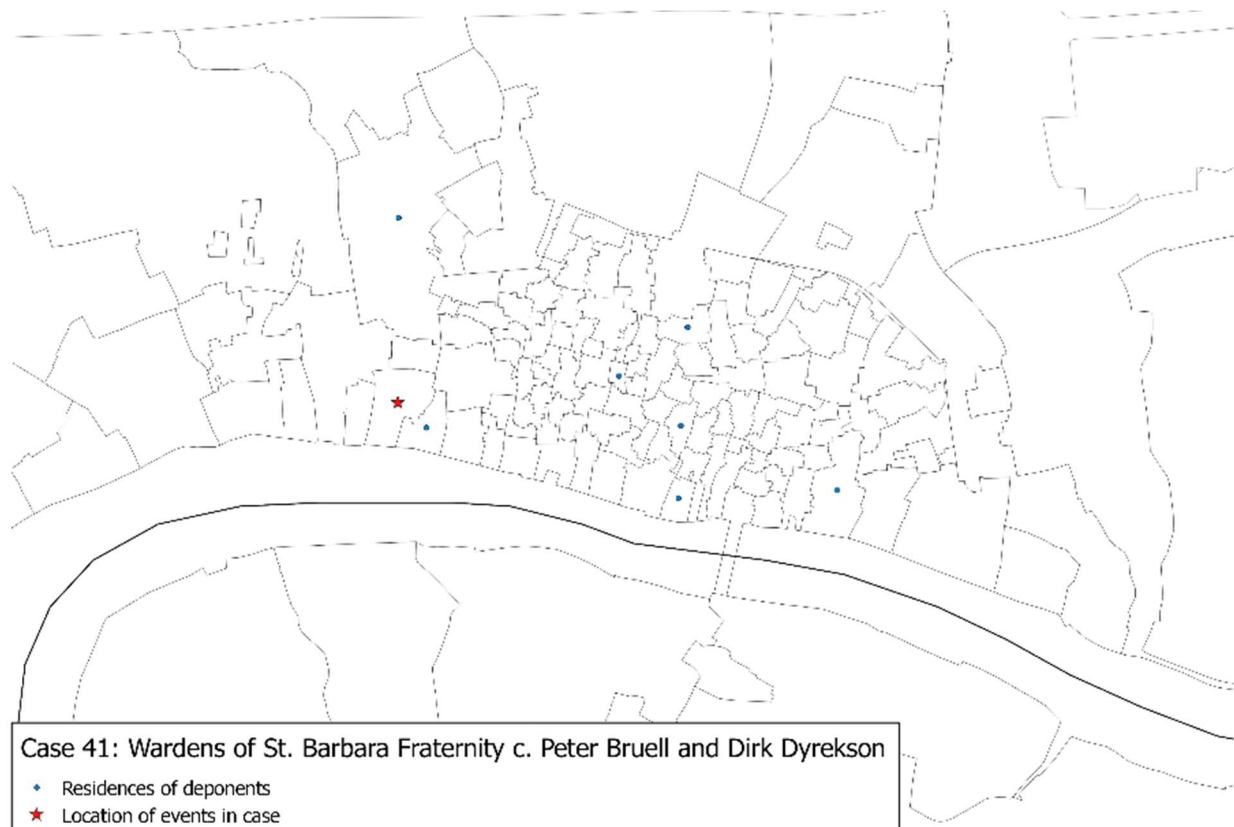 Case 41: Wardens of St. Barbara Fraternity c. Peter Bruell and Dirk Dyrekson
Residences of deponents
Location of events in case